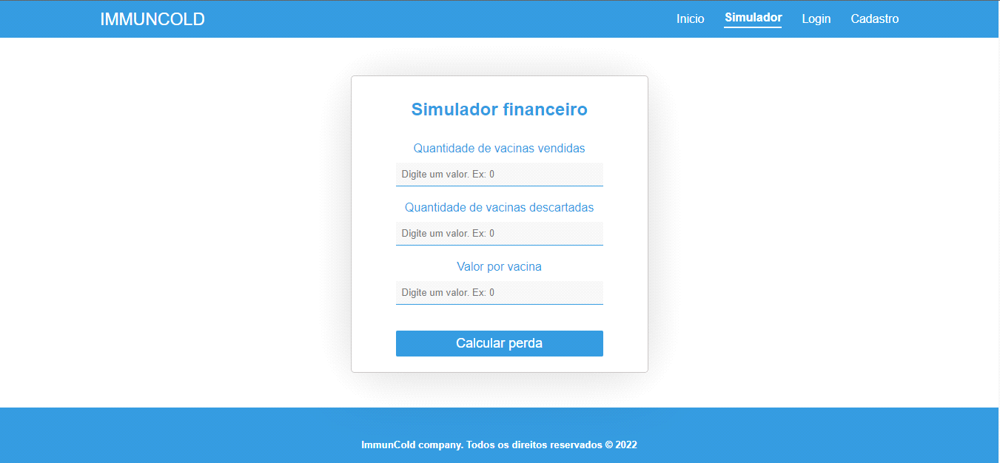 IMMUNCOLD
Inicio
Simulador
Login
Cadastro
Simulador financeiro
Quantidade de vacinas vendidas
Digite um valor. Ex: 0
Quantidade de vacinas descartadas
Digite um valor. Ex: 0
Valor por vacina
Digite um valor. Ex: 0
Calcular perda
ImmunCold company. Todos os direitos reservados © 2022